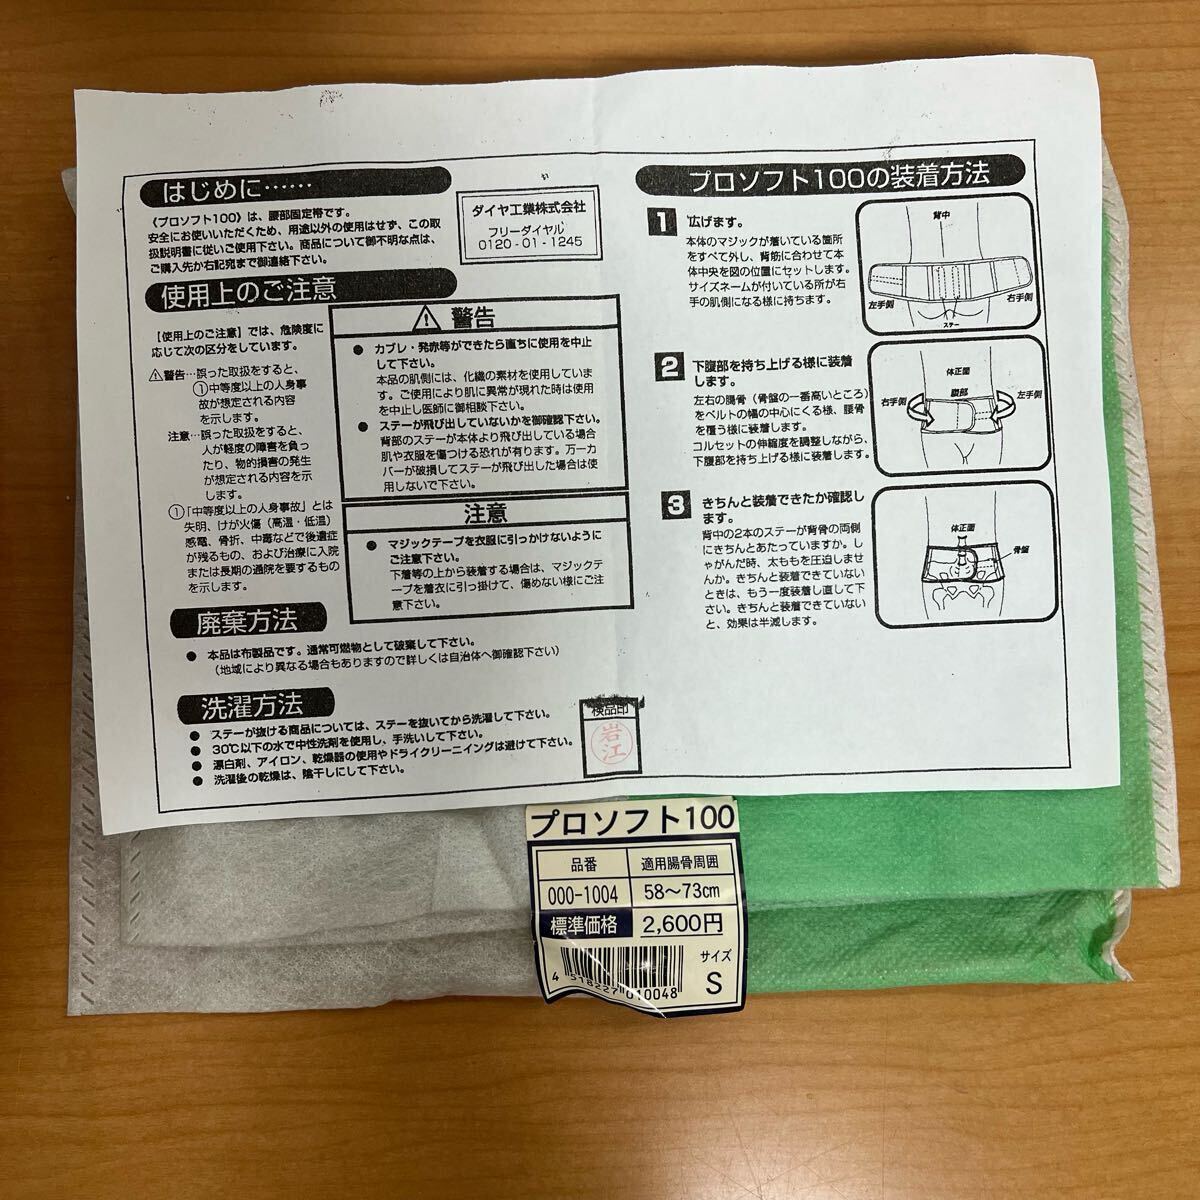 はじめに……
《プロソフト100》は、腰部固定帯です。
安全にお使いいただくため、用途以外の使用はせず、この取
扱説明書に従いご使用下さい。商品について御不明な点は、
ご購入先か右記宛まで御連絡下さい。
ダイヤ工業株式会社
フリーダイヤル
0120-01-1245
使用上のご注意
【使用上のご注意】では、危険度に
応じて次の区分をしています。
⚠警告…誤った取扱をすると、
①中等度以上の人身事
故が想定される内容
を示します。
注意…誤った取扱をすると、
人が軽度の障害を負っ
たり、物的損害の発生
が想定される内容を示
します。
①「中等度以上の人身事故」とは
失明、けが火傷（高温・低温）
感電、骨折、中毒などで後遺症
が残るもの、および治療に入院
または長期の通院を要するもの
を示します。
⚠ 警告
● カブレ・発赤等ができたら直ちに使用を中止
して下さい。
本品の肌側には、化繊の素材を使用していま
す。ご使用により肌に異常が現れた時は使用
を中止し医師に御相談下さい。
● ステーが飛び出していないかを御確認下さい。
背部のステーが本体より飛び出している場合
肌や衣服を傷つける恐れが有ります。万一カ
バーが破損してステーが飛び出した場合は使
用しないで下さい。
注意
● マジックテープを衣服に引っかけないように
ご注意下さい。
下着等の上から装着する場合は、マジックテ
ープを着衣に引っ掛けて、傷めない様にご注
意下さい。
廃棄方法
● 本品は布製品です。通常可燃物として破棄して下さい。
（地域により異なる場合もありますので詳しくは自治体へ御確認下さい）
洗濯方法
● ステーが抜ける商品については、ステーを抜いてから洗濯して下さい。
● 30℃以下の水で中性洗剤を使用し、手洗いして下さい。
● 漂白剤、アイロン、乾燥器の使用やドライクリーニングは避けて下さい。
● 洗濯後の乾燥は、陰干しにして下さい。
検品印
岩江
プロソフト100の装着方法
1 広げます。
本体のマジックが着いている箇所
をすべて外し、背筋に合わせて本
体中央を図の位置にセットします。
サイズネームが付いている所が右
手の肌側になる様に持ちます。
背中
左手側
右手側
ステー
2 下腹部を持ち上げる様に装着
します。
左右の腸骨（骨盤の一番高いところ）
をベルトの幅の中心にくる様、腰骨
を覆う様に装着します。
コルセットの伸縮度を調整しながら、
下腹部を持ち上げる様に装着します。
体正面
腹部
右手側
左手側
3 きちんと装着できたか確認し
ます。
背中の2本のステーが背骨の両側
にきちんとあたっていますか。し
ゃがんだ時、太ももを圧迫しませ
んか。きちんと装着できていない
ときは、もう一度装着し直して下
さい。きちんと装着できていない
と、効果は半減します。
体正面
骨盤
プロソフト100
品番
適用腸骨周囲
000-1004
58〜73cm
標準価格
2,600円
サイズ
S
4 518227 010048